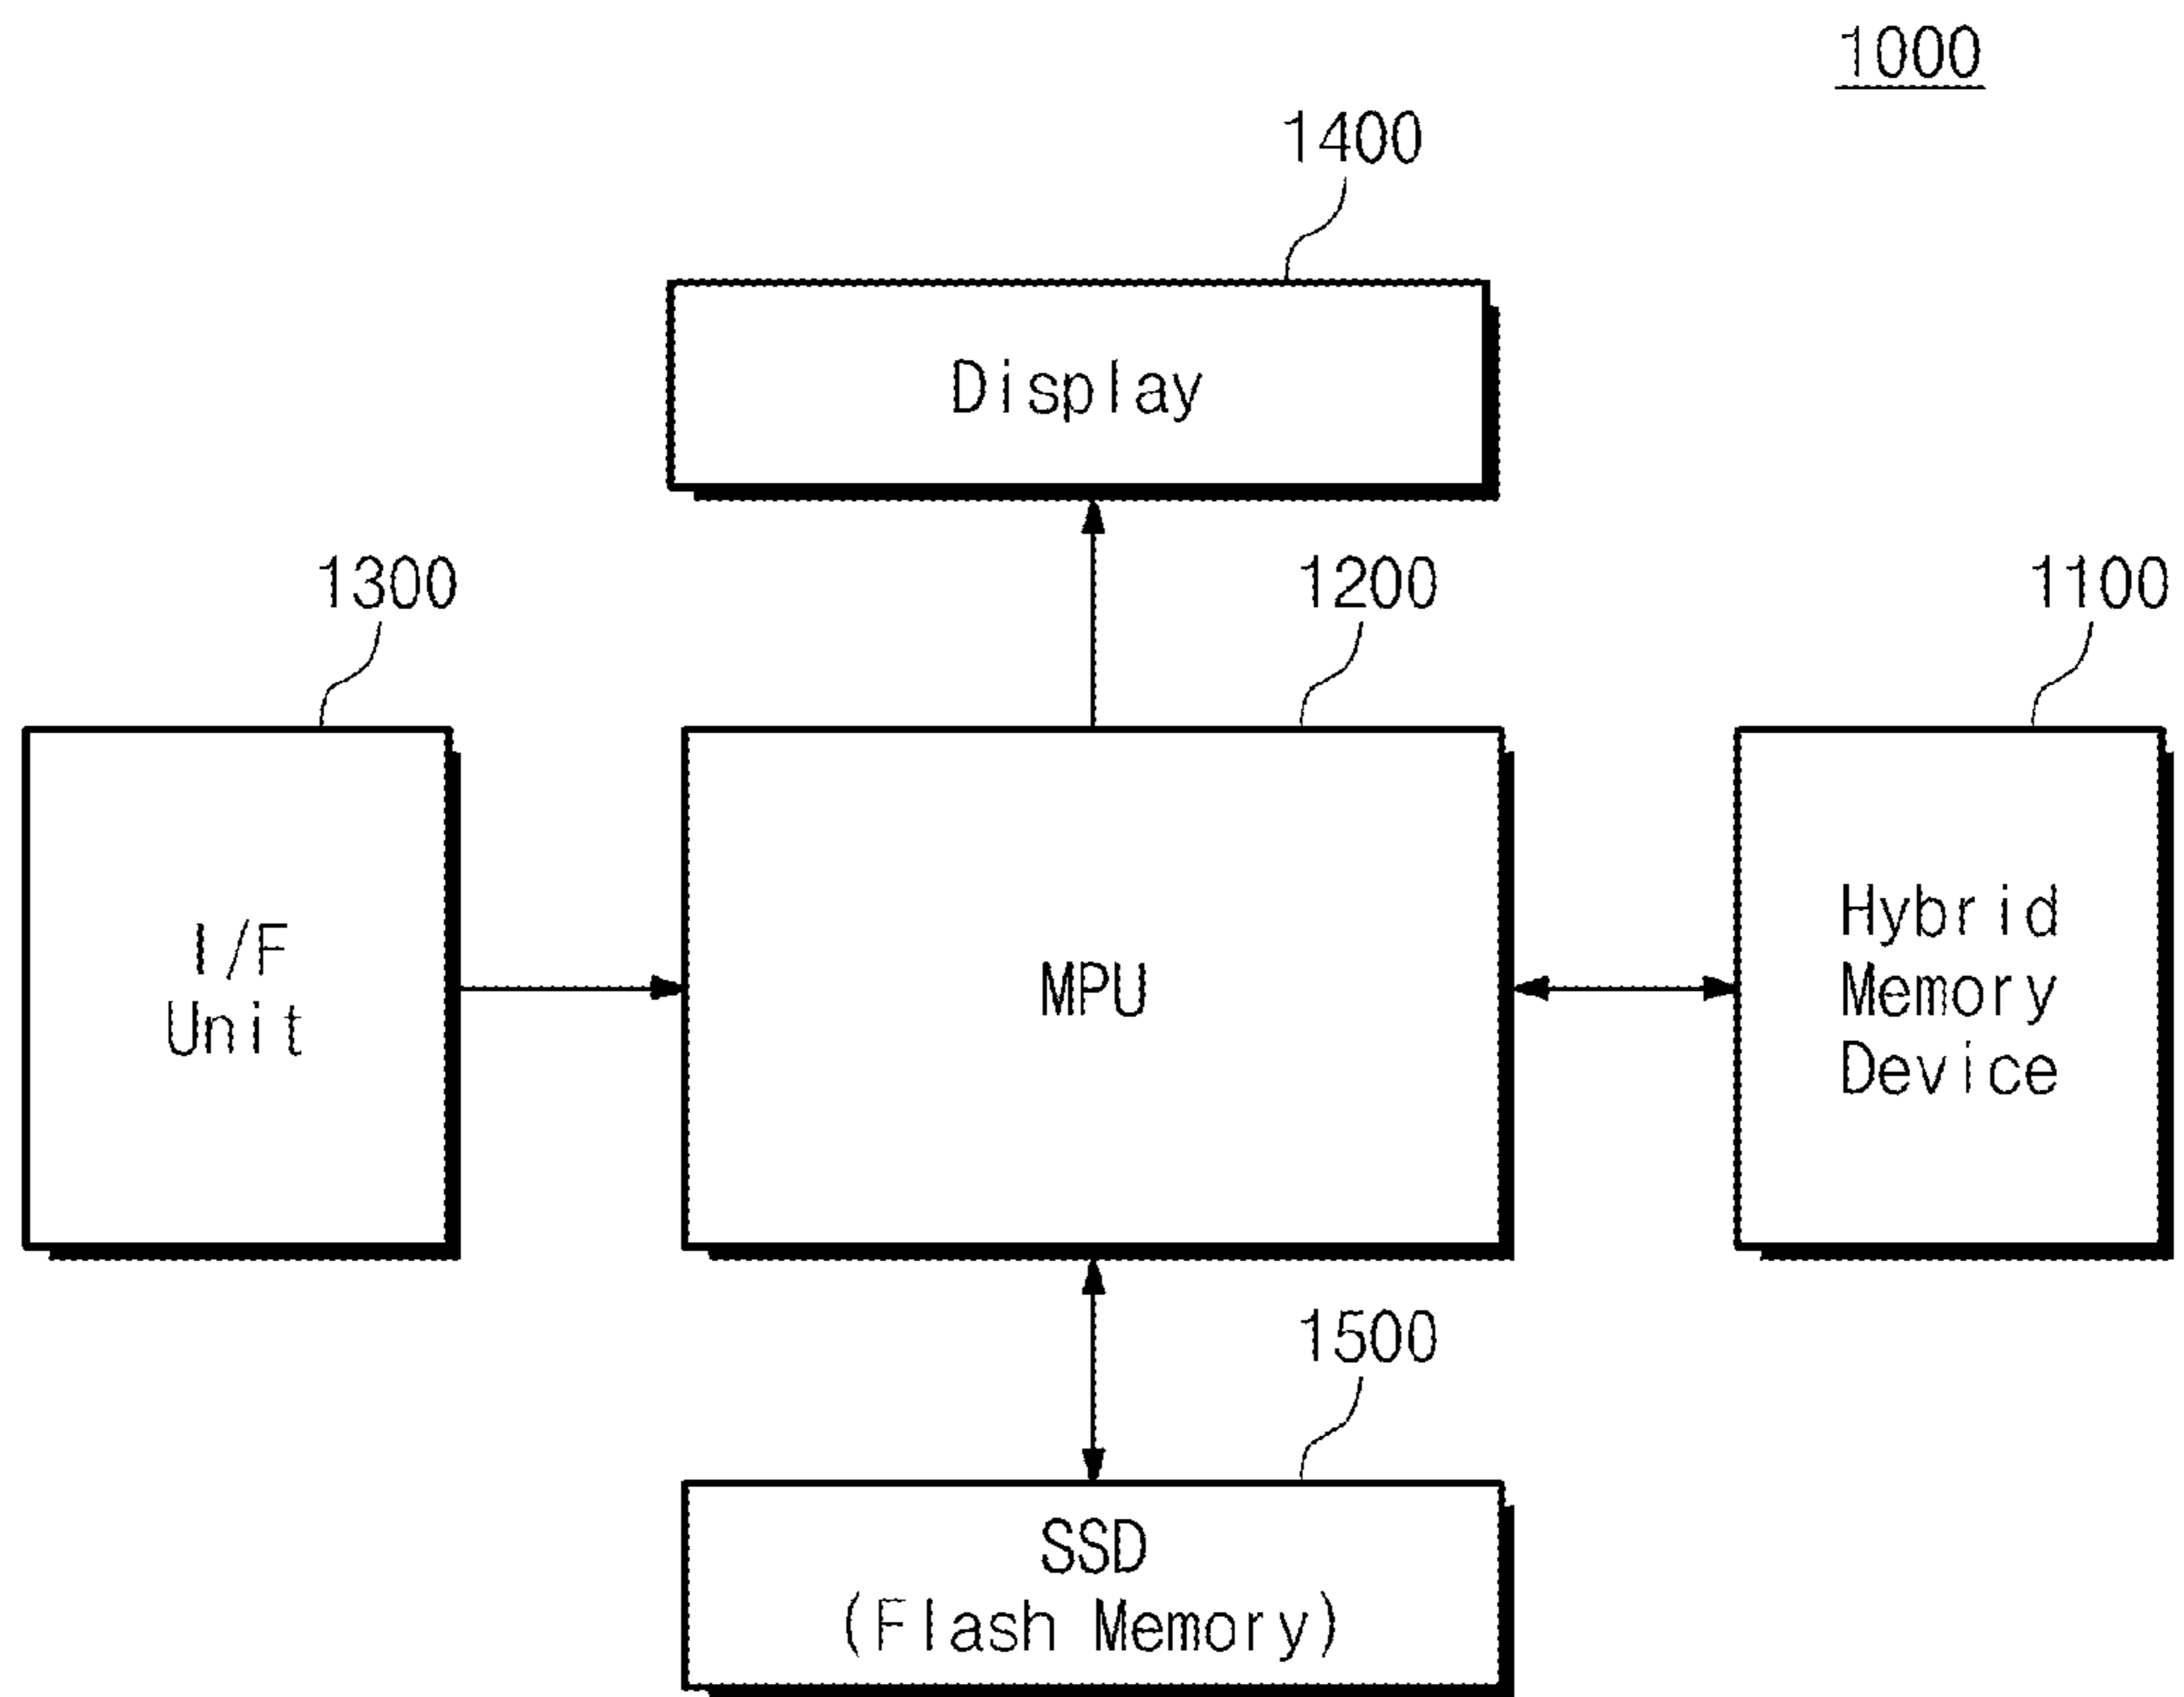 1000
1400
Display
1300
1200
1100
I/F
Unit
MPU
Hybrid
Memory
Device
1500
SSD
(Flash Memory)